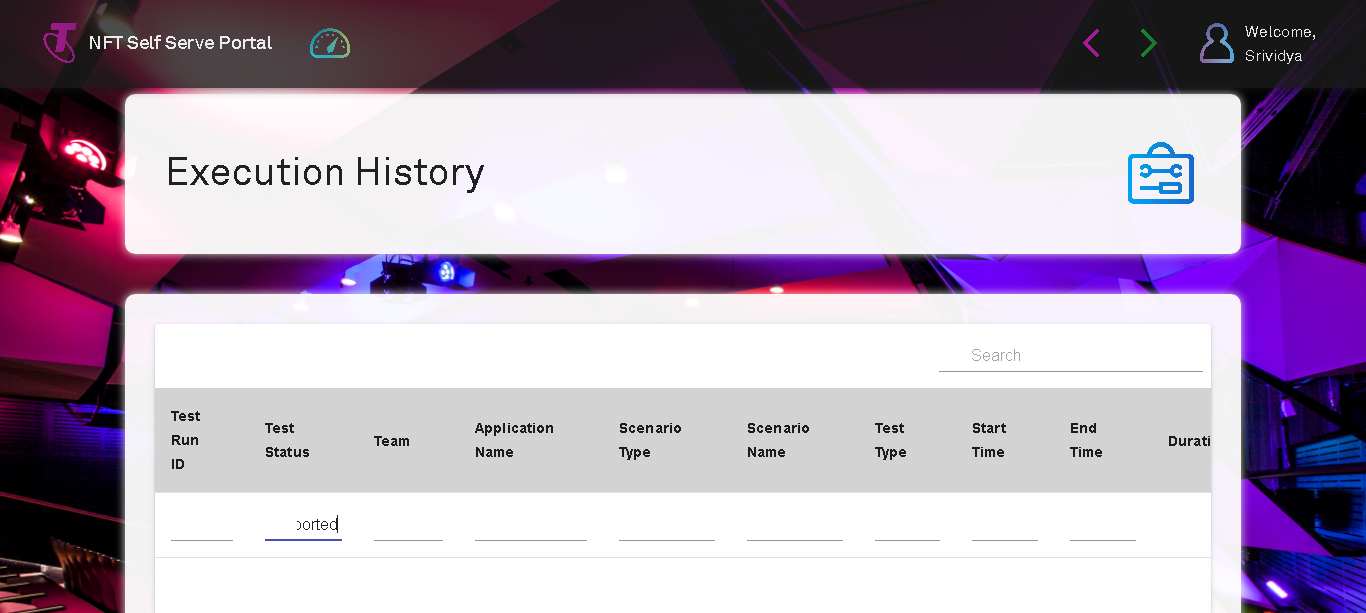 NFT Self Serve Portal
Welcome,
Srividya
Execution History
Search
Test Run ID
Test Status
Team
Application Name
Scenario Type
Scenario Name
Test Type
Start Time
End Time
Durati
ported